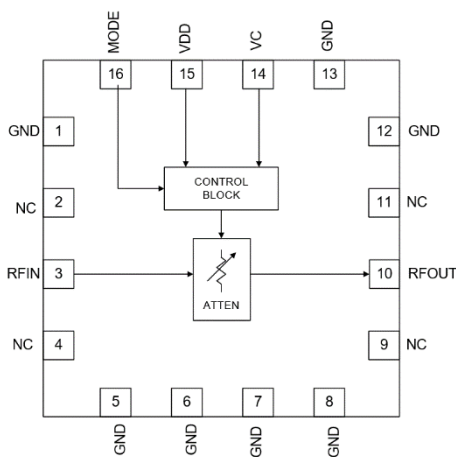 MODE
VDD
VC
GND
16
15
14
13
GND 1
12 GND
NC 2
11 NC
CONTROL
BLOCK
RFIN 3
10 RFOUT
ATTEN
NC 4
9 NC
5
6
7
8
GND
GND
GND
GND